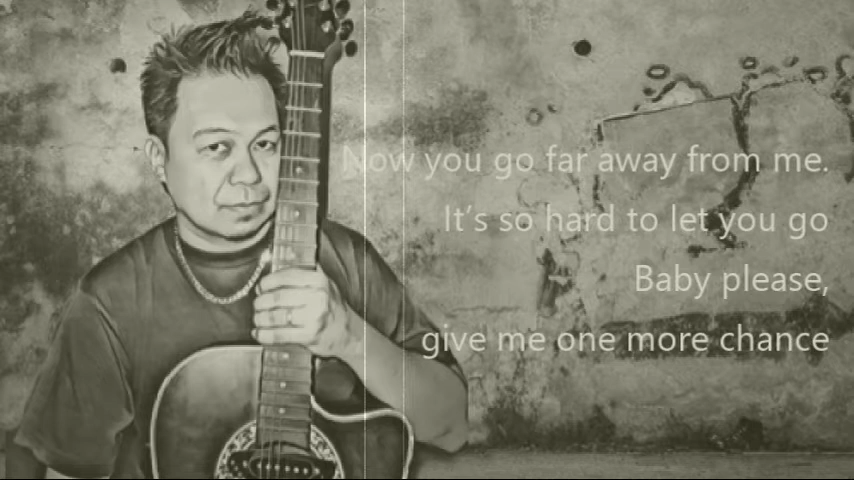 Now you go far away from me.
It’s so hard to let you go
Baby please,
give me one more chance